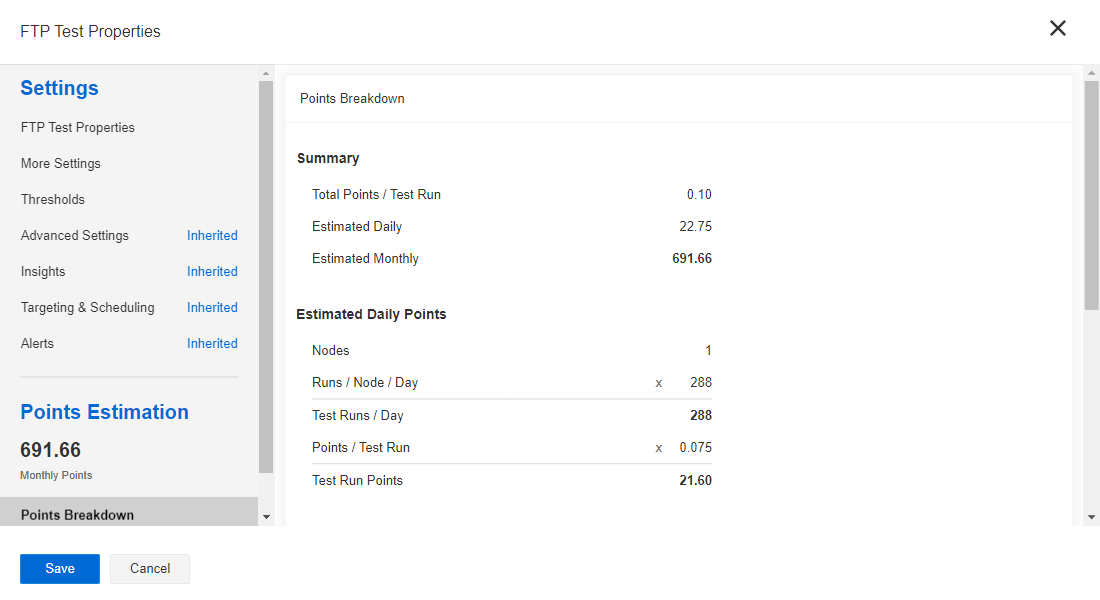 FTP Test Properties
Settings
FTP Test Properties
More Settings
Thresholds
Advanced Settings Inherited
Insights Inherited
Targeting & Scheduling Inherited
Alerts Inherited
Points Estimation
691.66
Monthly Points
Points Breakdown
Points Breakdown
Summary
Total Points / Test Run 0.10
Estimated Daily 22.75
Estimated Monthly 691.66
Estimated Daily Points
Nodes 1
Runs / Node / Day x 288
Test Runs / Day 288
Points / Test Run x 0.075
Test Run Points 21.60
Save Cancel